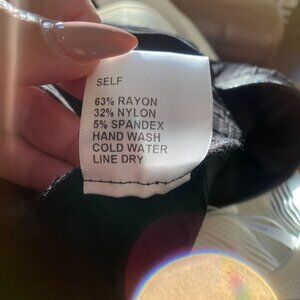 SELF
63% RAYON
32% NYLON
5% SPANDEX
HAND WASH
COLD WATER
LINE DRY